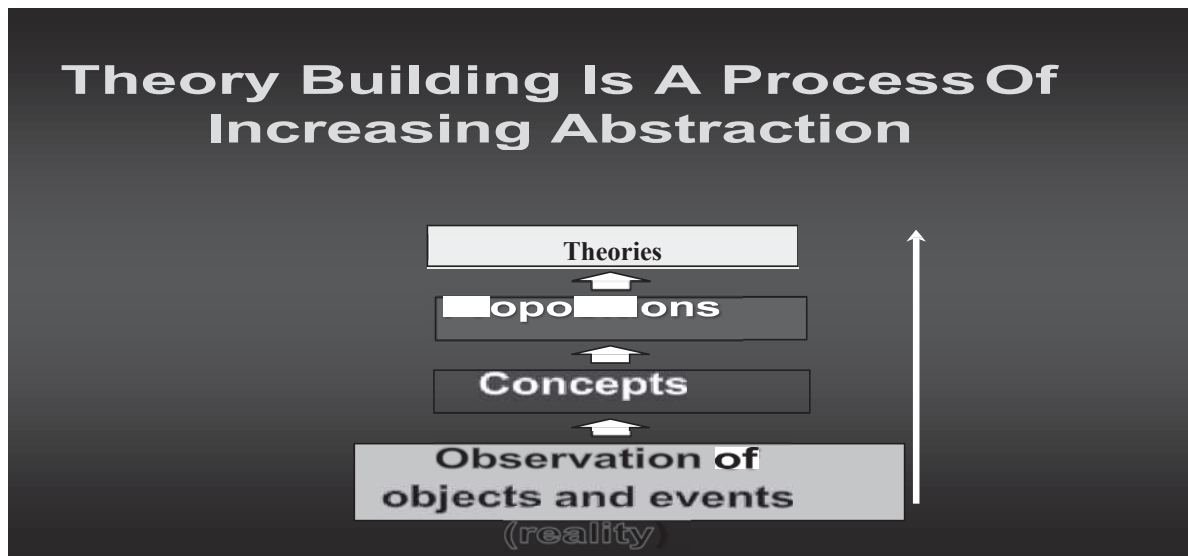 Theory Building Is A Process Of
Increasing Abstraction
Theories
Concepts
Observation of
objects and events
(reality)